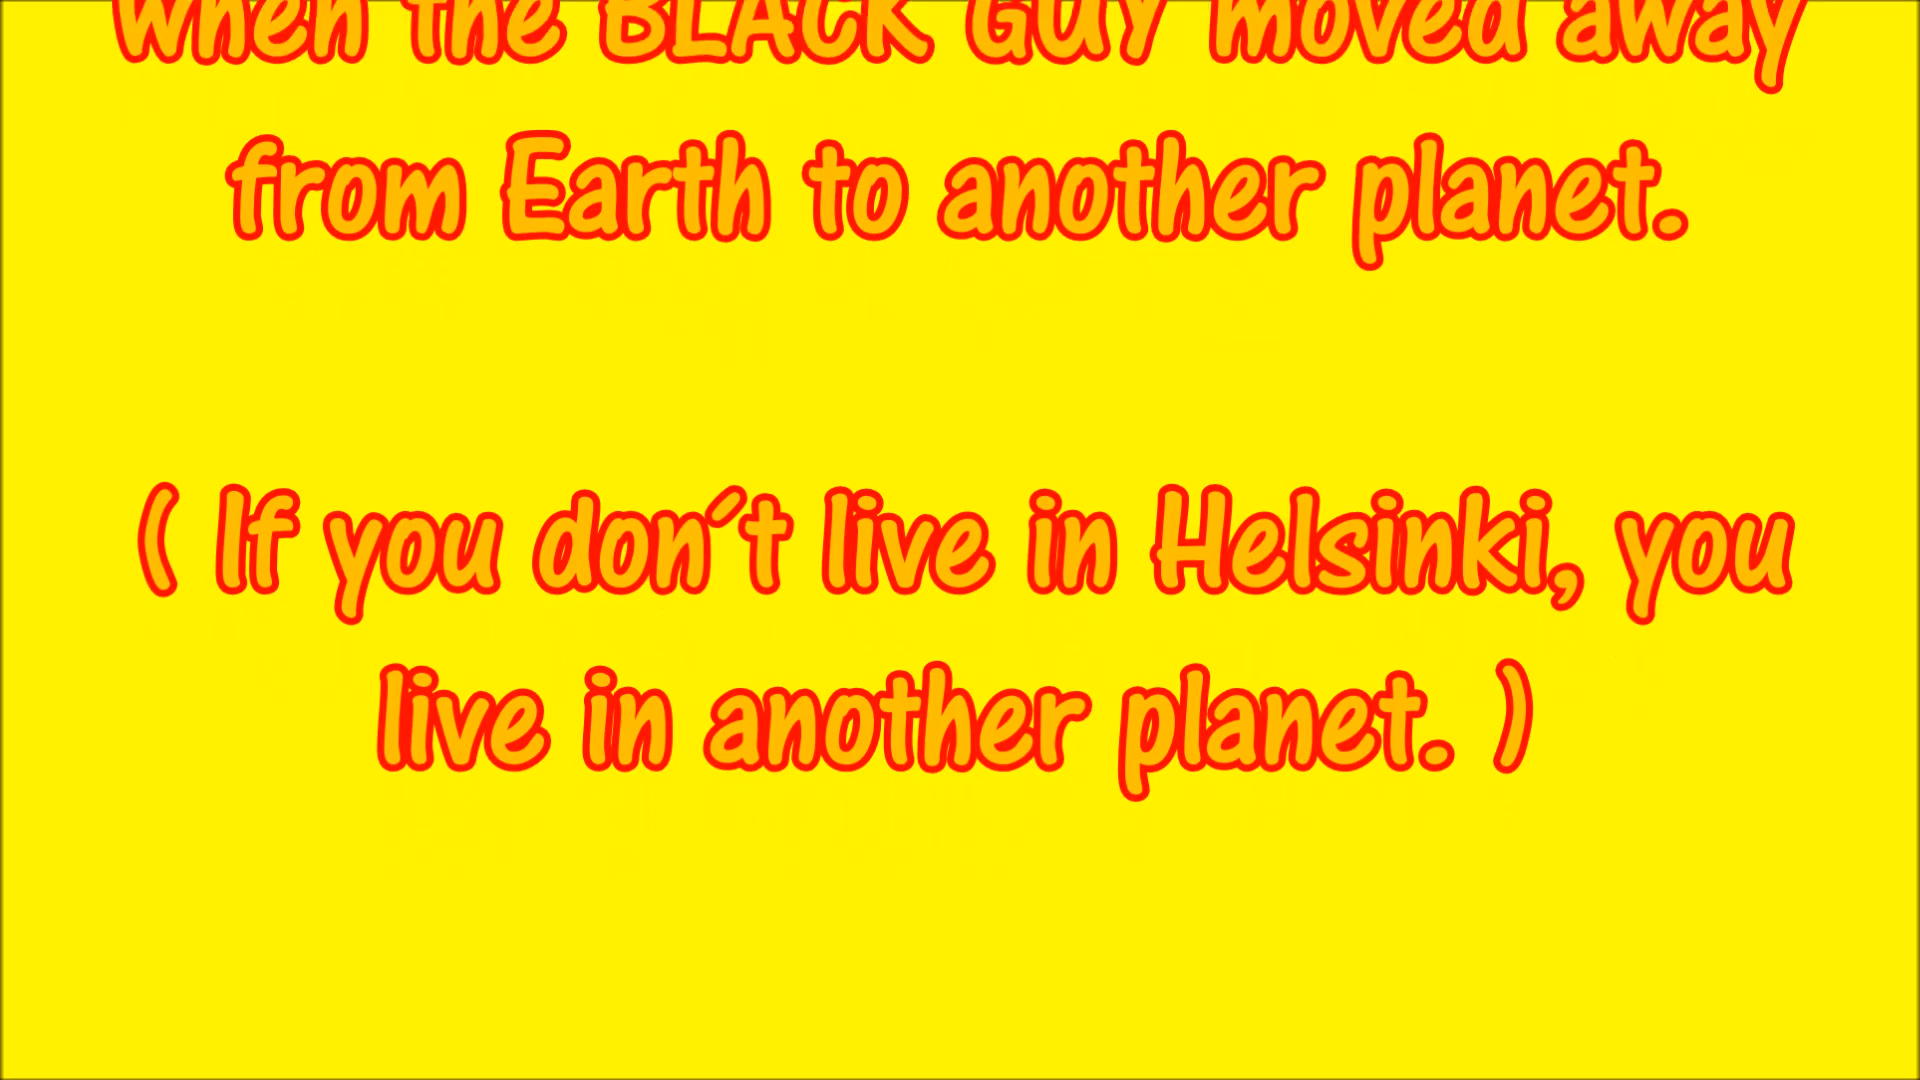 when the BLACK GUY moved away
from Earth to another planet.
( If you don´t live in Helsinki, you
live in another planet. )